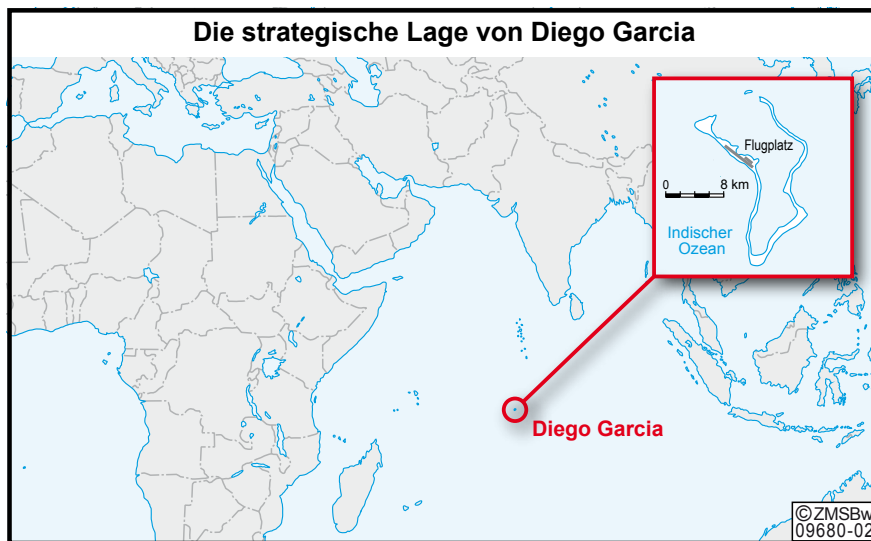 Die strategische Lage von Diego Garcia
Flugplatz
0 8 km
Indischer
Ozean
Diego Garcia
©ZMSBw
09680-02